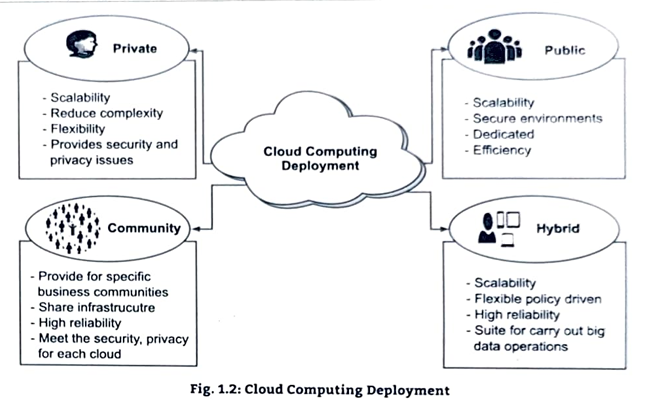 Private
- Scalability
- Reduce complexity
- Flexibility
- Provides security and
privacy issues
Public
- Scalability
- Secure environments
- Dedicated
- Efficiency
Cloud Computing
Deployment
Community
- Provide for specific
business communities
- Share infrastrucutre
- High reliability
- Meet the security, privacy
for each cloud
Hybrid
- Scalability
- Flexible policy driven
- High reliability
- Suite for carry out big
data operations
Fig. 1.2: Cloud Computing Deployment